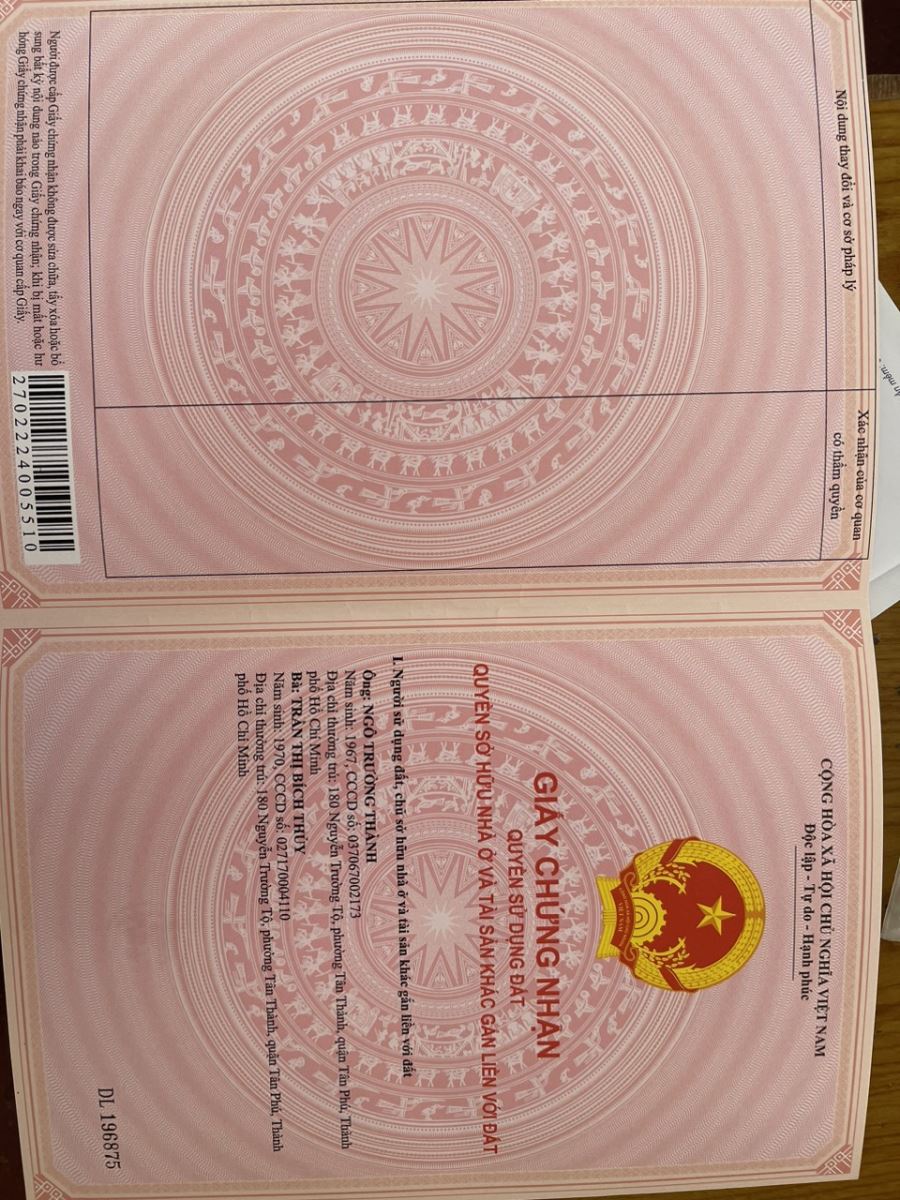 Nội dung thay đổi và cơ sở pháp lý
Xác nhận của cơ quan
có thẩm quyền
Người được cấp Giấy chứng nhận không được sửa chữa, tẩy xóa hoặc bổ
sung bất kỳ nội dung nào trong Giấy chứng nhận; khi bị mất hoặc hư
hỏng Giấy chứng nhận phải khai báo ngay với cơ quan cấp Giấy.
2702224005510
CỘNG HÒA XÃ HỘI CHỦ NGHĨA VIỆT NAM
Độc lập - Tự do - Hạnh phúc
VIỆT NAM
GIẤY CHỨNG NHẬN
QUYỀN SỬ DỤNG ĐẤT
QUYỀN SỞ HỮU NHÀ Ở VÀ TÀI SẢN KHÁC GẮN LIỀN VỚI ĐẤT
I. Người sử dụng đất, chủ sở hữu nhà ở và tài sản khác gắn liền với đất
Ông: NGÔ TRƯỜNG THÀNH
Năm sinh: 1967, CCCD số: 037067002173
Địa chỉ thường trú: 180 Nguyễn Trường Tộ, phường Tân Thành, quận Tân Phú, Thành
phố Hồ Chí Minh
Bà: TRẦN THỊ BÍCH THỦY
Năm sinh: 1970, CCCD số: 027170004110
Địa chỉ thường trú: 180 Nguyễn Trường Tộ, phường Tân Thành, quận Tân Phú, Thành
phố Hồ Chí Minh
DL 196875